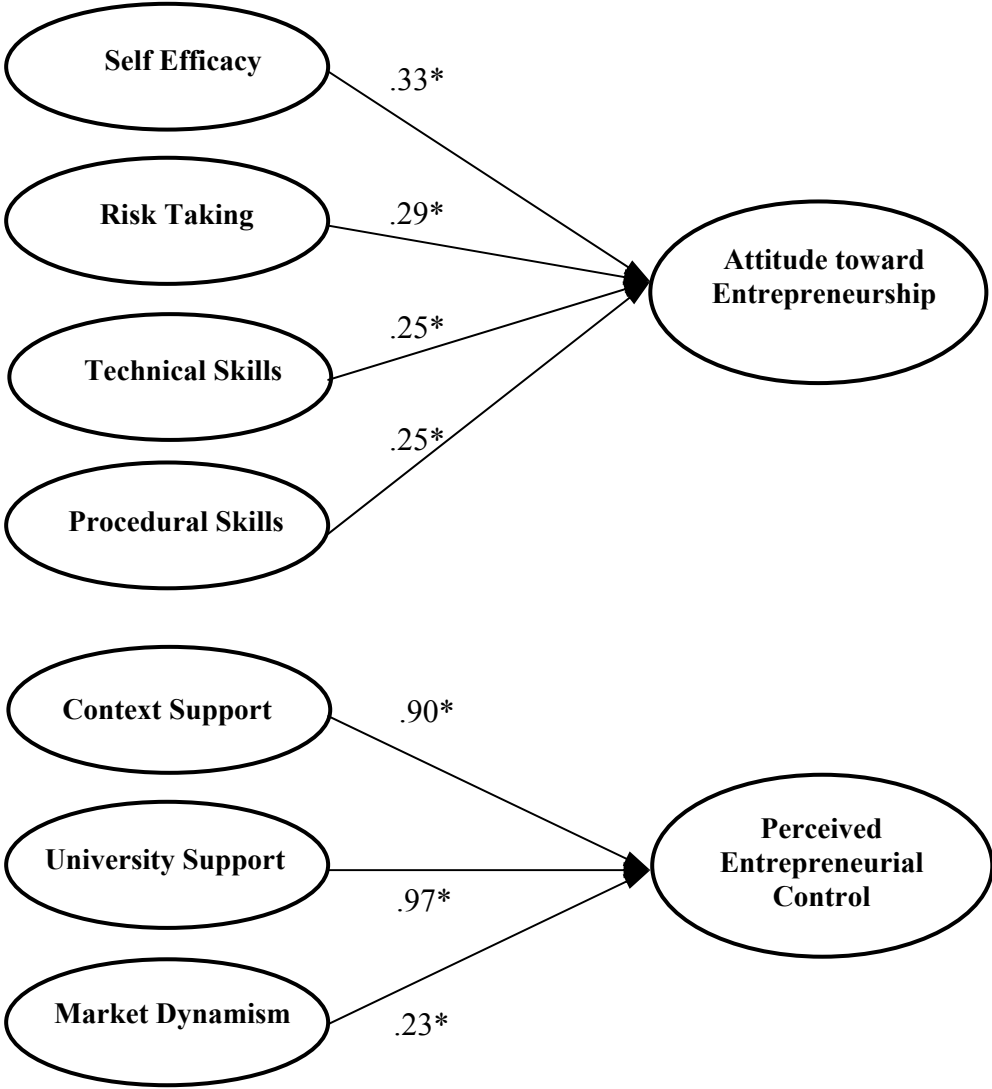 Self Efficacy
.33*
Risk Taking
.29*
Attitude toward
Entrepreneurship
.25*
Technical Skills
.25*
Procedural Skills
Context Support
.90*
University Support
.97*
Perceived
Entrepreneurial
Control
Market Dynamism
.23*